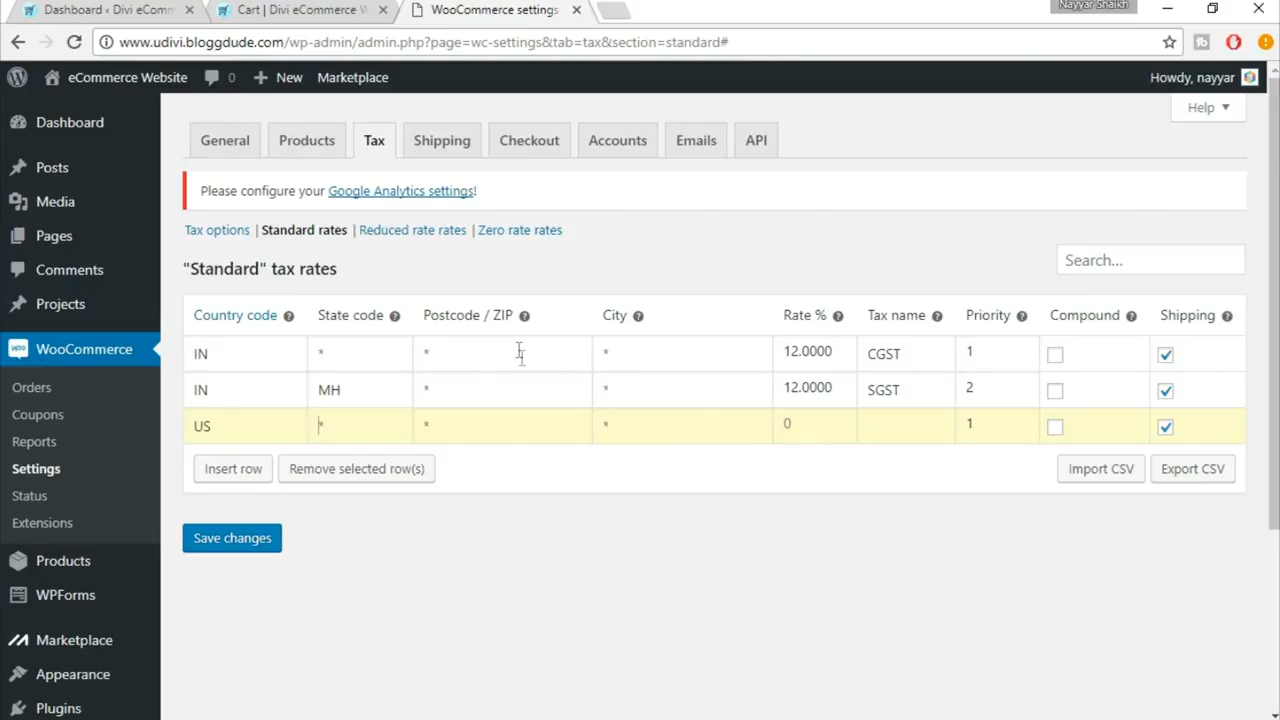 Dashboard ‹ Divi eComm
Cart | Divi eCommerce W
WooCommerce settings
Nayyar Shaikh
www.udivi.bloggdude.com/wp-admin/admin.php?page=wc-settings&tab=tax&section=standard#
eCommerce Website 0 New Marketplace Howdy, nayyar
Help
Dashboard
Posts
Media
Pages
Comments
Projects
WooCommerce
Orders
Coupons
Reports
Settings
Status
Extensions
Products
WPForms
Marketplace
Appearance
Plugins
General Products Tax Shipping Checkout Accounts Emails API
Please configure your Google Analytics settings!
Tax options | Standard rates | Reduced rate rates | Zero rate rates
"Standard" tax rates
Search...
Country code State code Postcode / ZIP City Rate % Tax name Priority Compound Shipping
IN * * * 12.0000 CGST 1
IN MH * * 12.0000 SGST 2
US * * * 0 1
Insert row Remove selected row(s) Import CSV Export CSV
Save changes